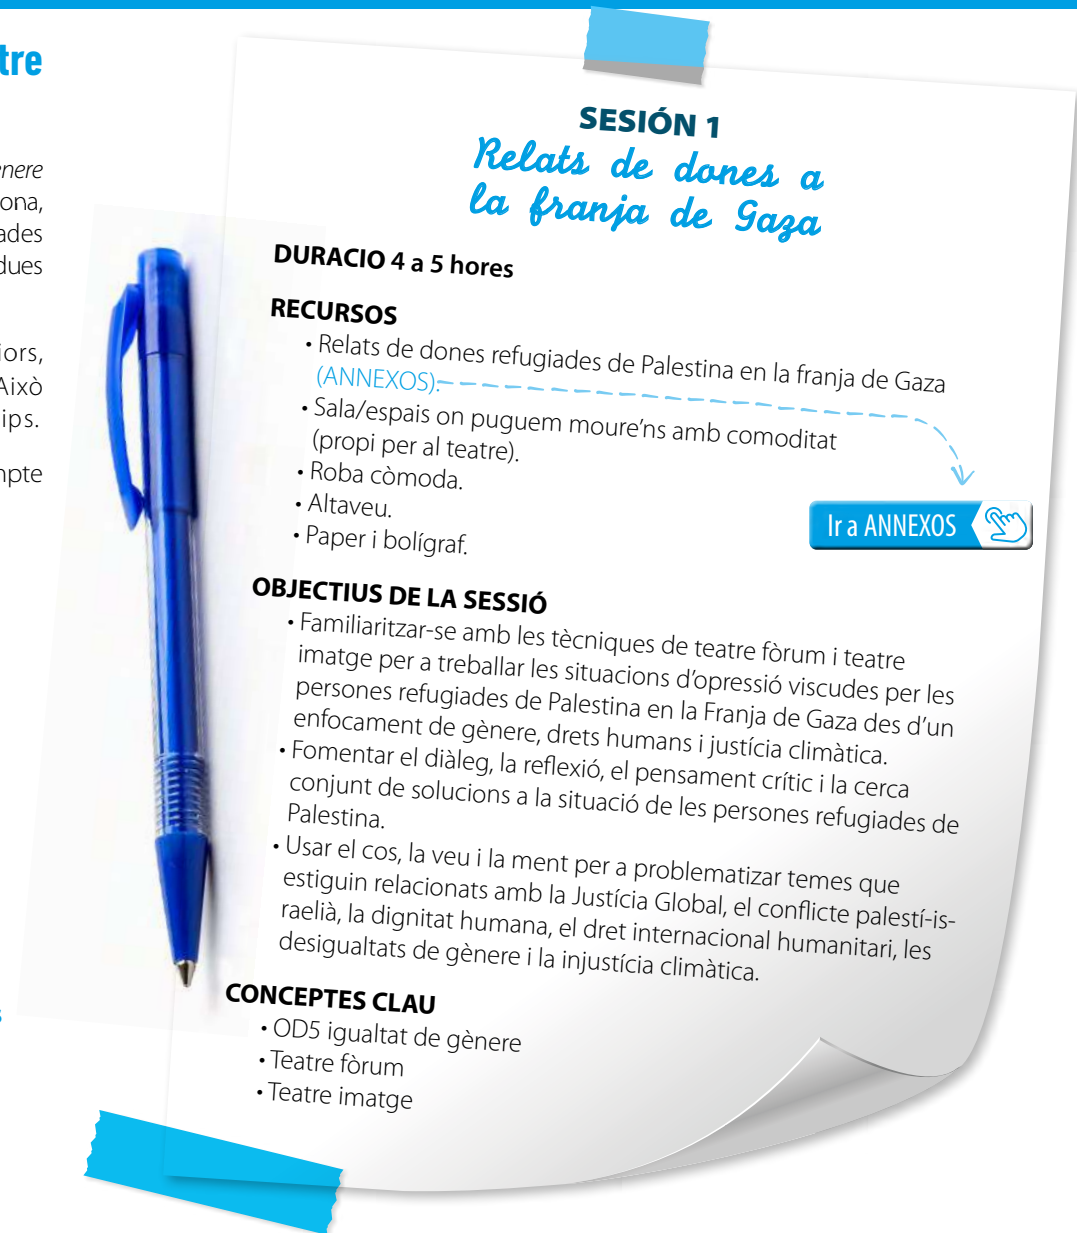 tre
enere
ona,
ades
dues
iors,
Això
ips.
mpte
s
SESIÓN 1
Relats de dones a
la franja de Gaza
DURACIO 4 a 5 hores
RECURSOS
• Relats de dones refugiades de Palestina en la franja de Gaza
(ANNEXOS).
• Sala/espais on puguem moure’ns amb comoditat
(propi per al teatre).
• Roba còmoda.
• Altaveu.
• Paper i bolígraf.
Ir a ANNEXOS
OBJECTIUS DE LA SESSIÓ
• Familiaritzar-se amb les tècniques de teatre fòrum i teatre
imatge per a treballar les situacions d’opressió viscudes per les
persones refugiades de Palestina en la Franja de Gaza des d’un
enfocament de gènere, drets humans i justícia climàtica.
• Fomentar el diàleg, la reflexió, el pensament crític i la cerca
conjunt de solucions a la situació de les persones refugiades de
Palestina.
• Usar el cos, la veu i la ment per a problematizar temes que
estiguin relacionats amb la Justícia Global, el conflicte palestí-is-
raelià, la dignitat humana, el dret internacional humanitari, les
desigualtats de gènere i la injustícia climàtica.
CONCEPTES CLAU
• OD5 igualtat de gènere
• Teatre fòrum
• Teatre imatge